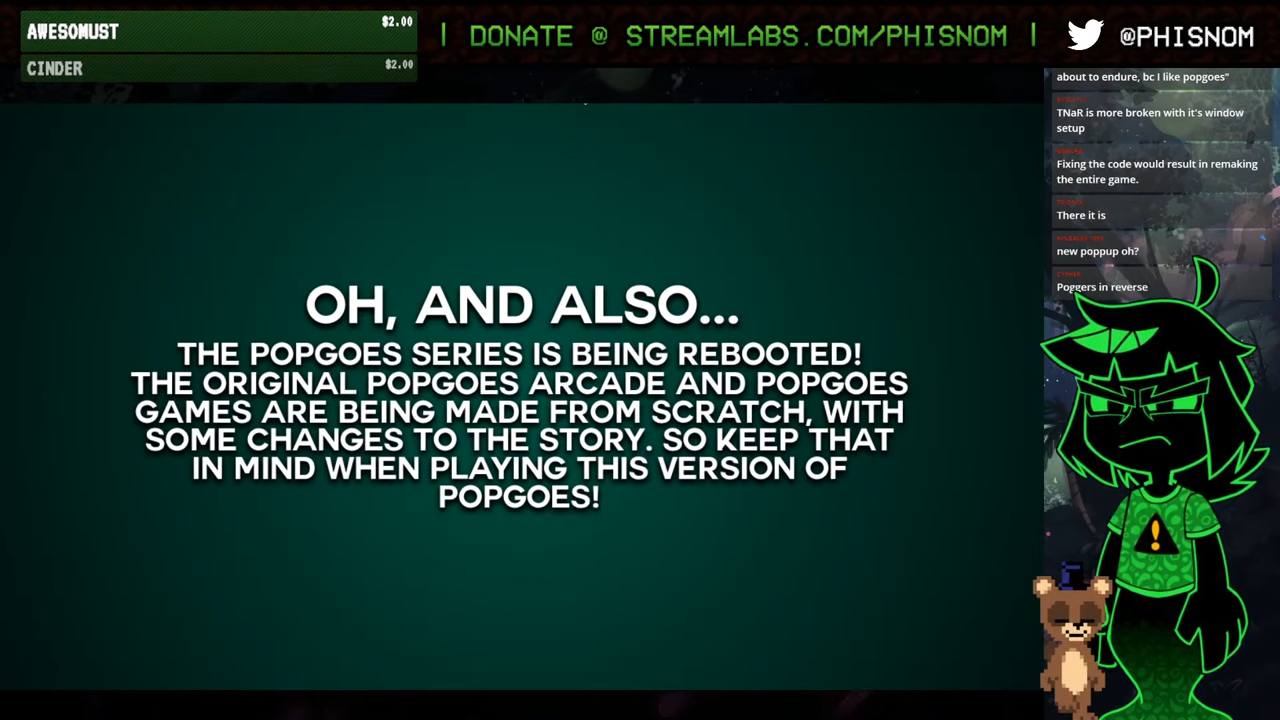 AWESOMUST $2.00
CINDER $2.00
| DONATE @ STREAMLABS.COM/PHISNOM |
@PHISNOM
about to endure, bc I like popgoes"
TNaR is more broken with it's window
setup
Fixing the code would result in remaking
the entire game.
There it is
new poppup oh?
CYPHER
Poggers in reverse
OH, AND ALSO...
THE POPGOES SERIES IS BEING REBOOTED!
THE ORIGINAL POPGOES ARCADE AND POPGOES
GAMES ARE BEING MADE FROM SCRATCH, WITH
SOME CHANGES TO THE STORY. SO KEEP THAT
IN MIND WHEN PLAYING THIS VERSION OF
POPGOES!
!